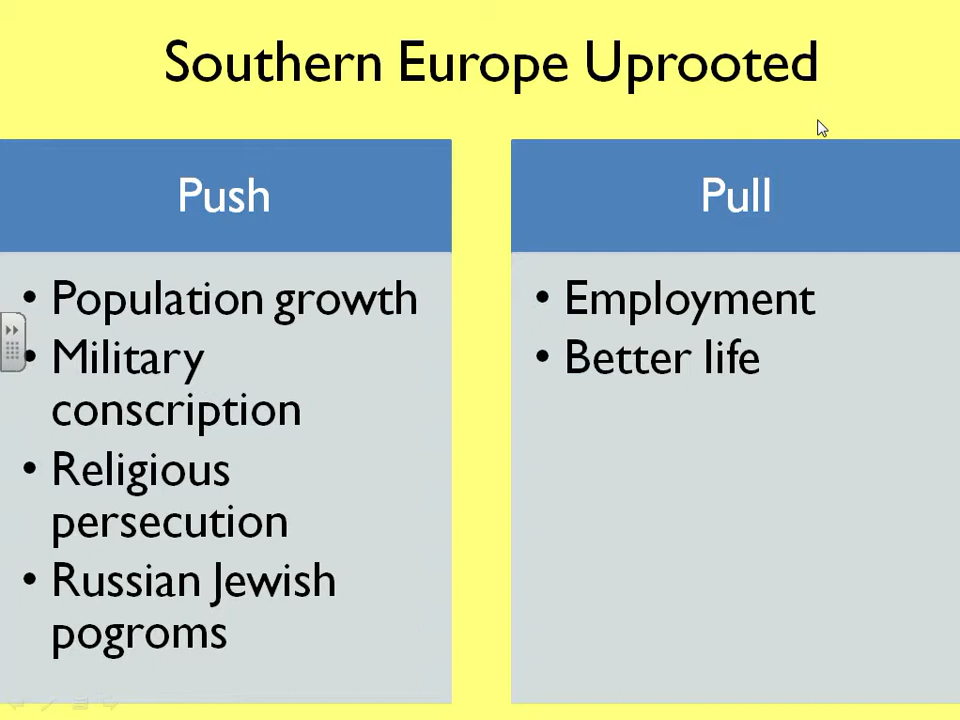 Southern Europe Uprooted
Push
• Population growth
• Military
conscription
• Religious
persecution
• Russian Jewish
pogroms
Pull
• Employment
• Better life